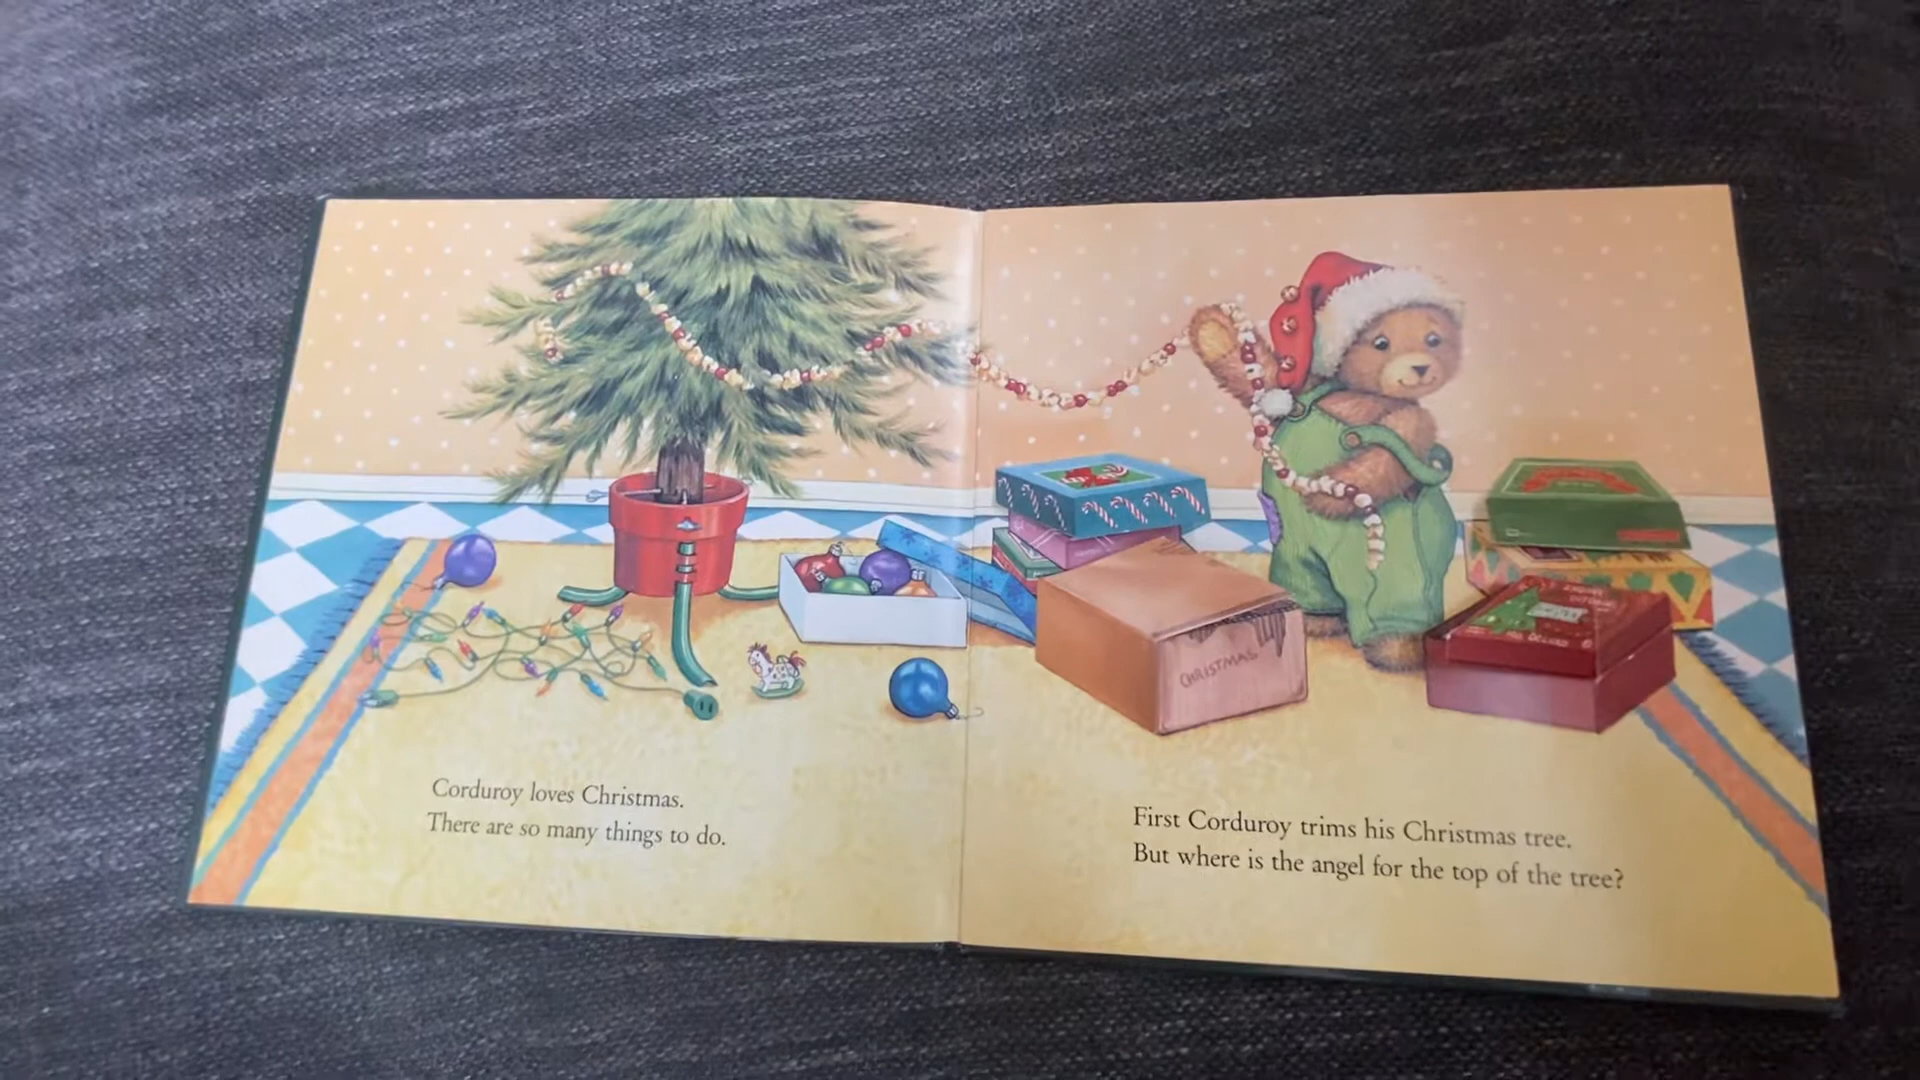 Corduroy loves Christmas.
There are so many things to do.
CHRISTMAS
First Corduroy trims his Christmas tree.
But where is the angel for the top of the tree?